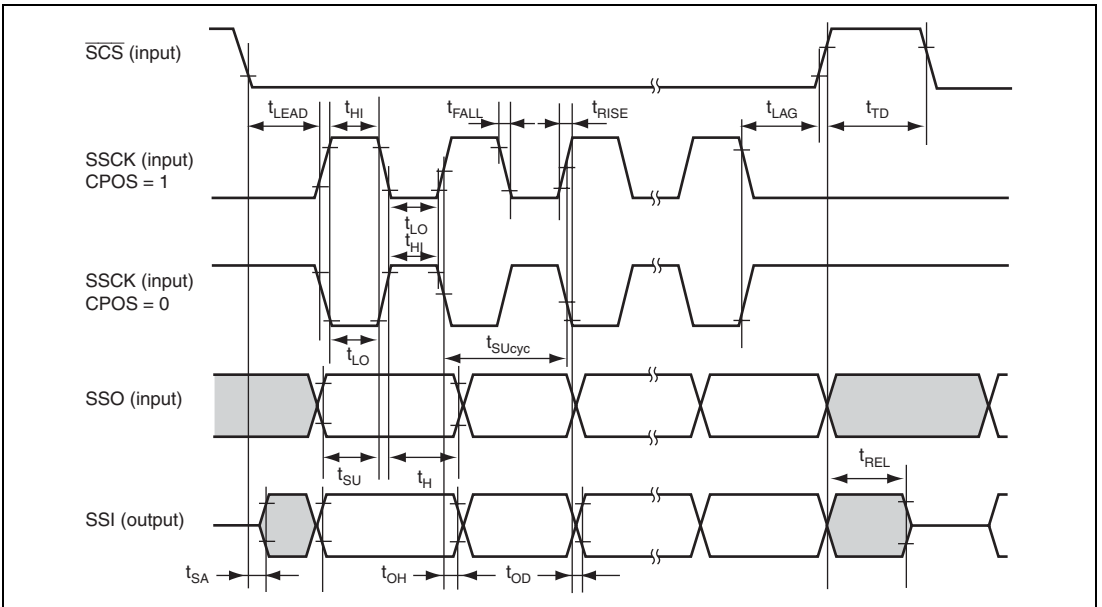 SCS (input)
tLEAD tHI tFALL tRISE tLAG tTD
SSCK (input)
CPOS = 1
tLO
tHI
SSCK (input)
CPOS = 0
tLO tSUcyc
SSO (input)
tSU tH tREL
SSI (output)
tSA tOH tOD